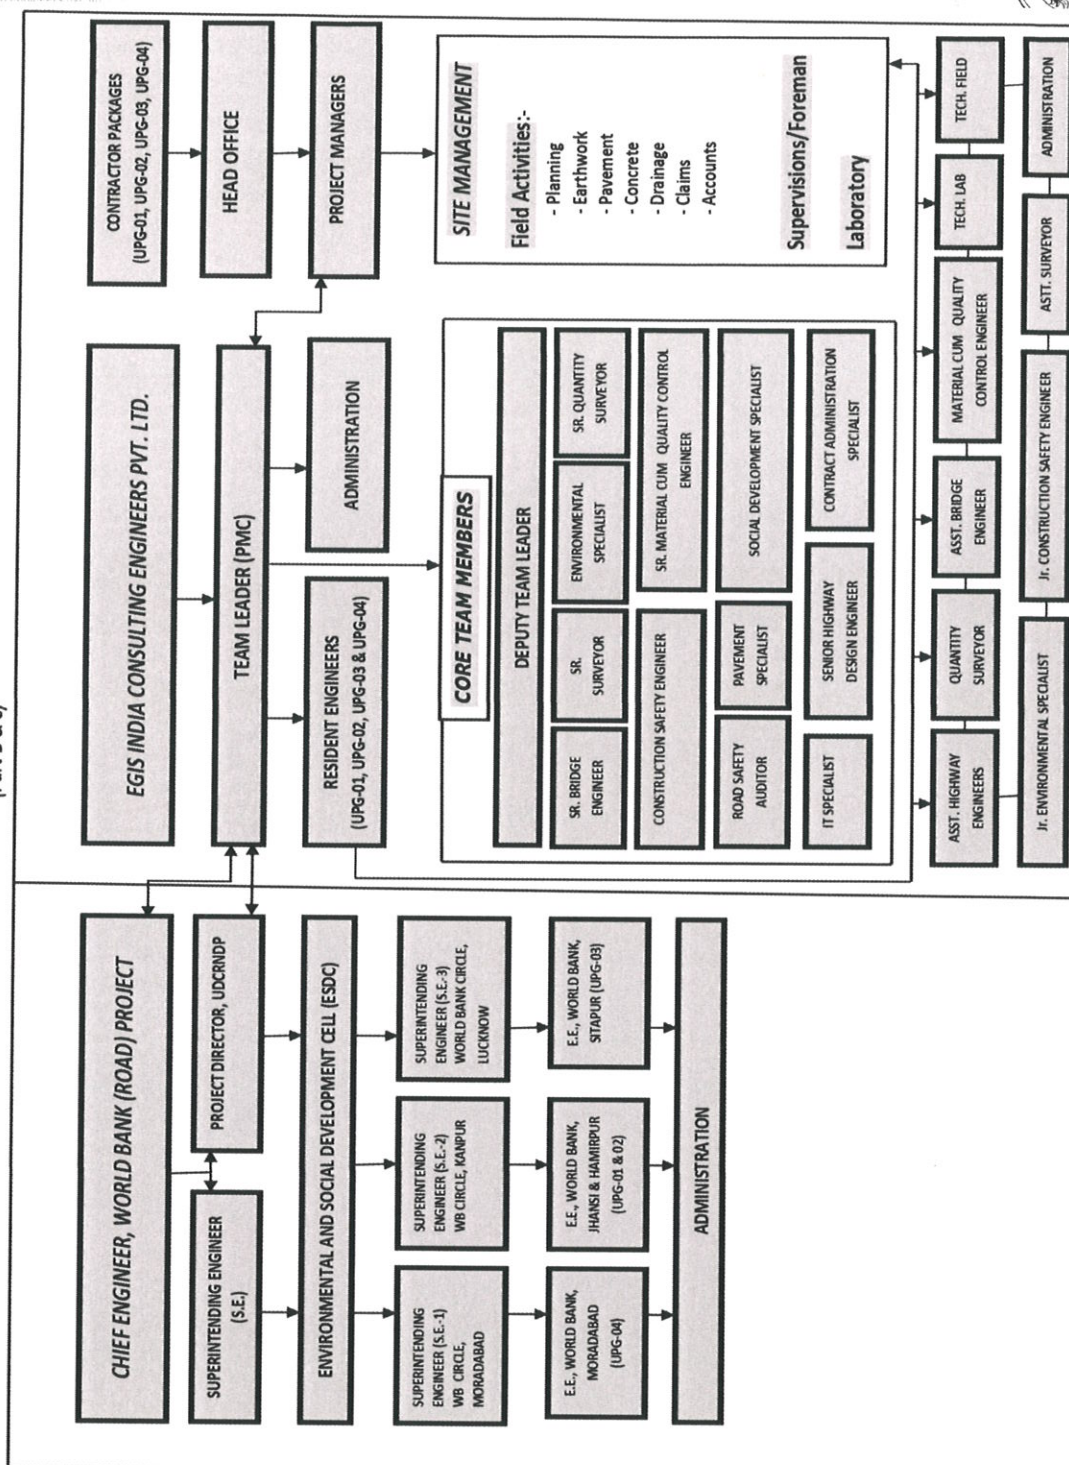 CHIEF ENGINEER, WORLD BANK (ROAD) PROJECT
SUPERINTENDING ENGINEER
(S.E.)
PROJECT DIRECTOR, UDCRNDP
ENVIRONMENTAL AND SOCIAL DEVELOPMENT CELL (ESDC)
SUPERINTENDING
ENGINEER (S.E.-1)
WB CIRCLE,
MORADABAD
SUPERINTENDING
ENGINEER (S.E.-2)
WB CIRCLE, KANPUR
SUPERINTENDING
ENGINEER (S.E.-3)
WORLD BANK CIRCLE,
LUCKNOW
E.E., WORLD BANK,
MORADABAD
(UPG-04)
E.E., WORLD BANK,
JHANSI & HAMIRPUR
(UPG-01 & 02)
E.E., WORLD BANK,
SITAPUR (UPG-03)
ADMINISTRATION
EGIS INDIA CONSULTING ENGINEERS PVT. LTD.
TEAM LEADER (PMC)
RESIDENT ENGINEERS
(UPG-01, UPG-02, UPG-03 & UPG-04)
ADMINISTRATION
CORE TEAM MEMBERS
DEPUTY TEAM LEADER
SR. BRIDGE
ENGINEER
SR.
SURVEYOR
ENVIRONMENTAL
SPECIALIST
SR. QUANTITY
SURVEYOR
CONSTRUCTION SAFETY ENGINEER
SR. MATERIAL CUM QUALITY CONTROL
ENGINEER
ROAD SAFETY
AUDITOR
PAVEMENT
SPECIALIST
SOCIAL DEVELOPMENT SPECIALIST
IT SPECIALIST
SENIOR HIGHWAY
DESIGN ENGINEER
CONTRACT ADMINISTRATION
SPECIALIST
CONTRACTOR PACKAGES
(UPG-01, UPG-02, UPG-03, UPG-04)
HEAD OFFICE
PROJECT MANAGERS
SITE MANAGEMENT
Field Activities:-
- Planning
- Earthwork
- Pavement
- Concrete
- Drainage
- Claims
- Accounts
Supervisions/Foreman
Laboratory
ASST. HIGHWAY
ENGINEERS
QUANTITY
SURVEYOR
ASST. BRIDGE
ENGINEER
MATERIAL CUM QUALITY
CONTROL ENGINEER
TECH. LAB
TECH. FIELD
Jr. ENVIRONMENTAL SPECIALIST
Jr. CONSTRUCTION SAFETY ENGINEER
ASTT. SURVEYOR
ADMINISTRATION